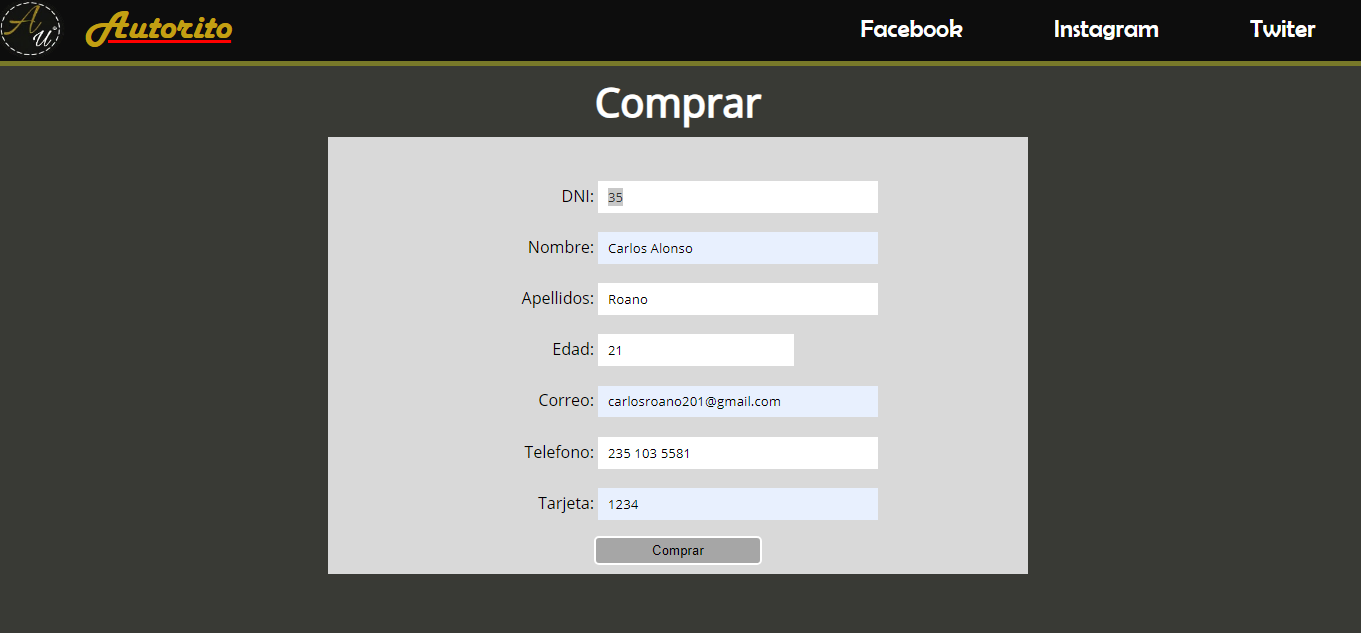 AU Autorito Facebook Instagram Twiter
Comprar
DNI: 35
Nombre: Carlos Alonso
Apellidos: Roano
Edad: 21
Correo: carlosroano201@gmail.com
Telefono: 235 103 5581
Tarjeta: 1234
Comprar